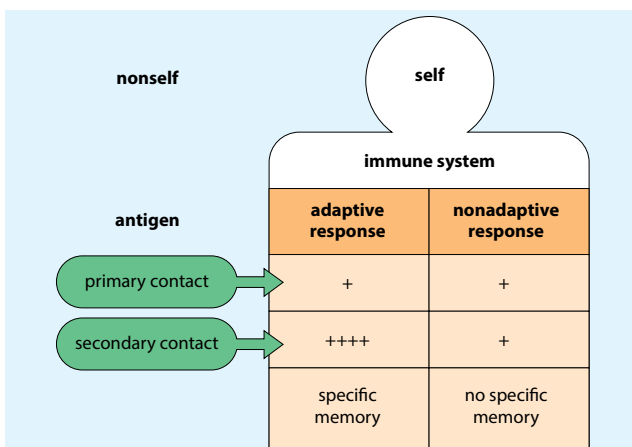 nonself
self
immune system
antigen
adaptive
response
nonadaptive
response
primary contact
+
+
secondary contact
++++
+
specific
memory
no specific
memory